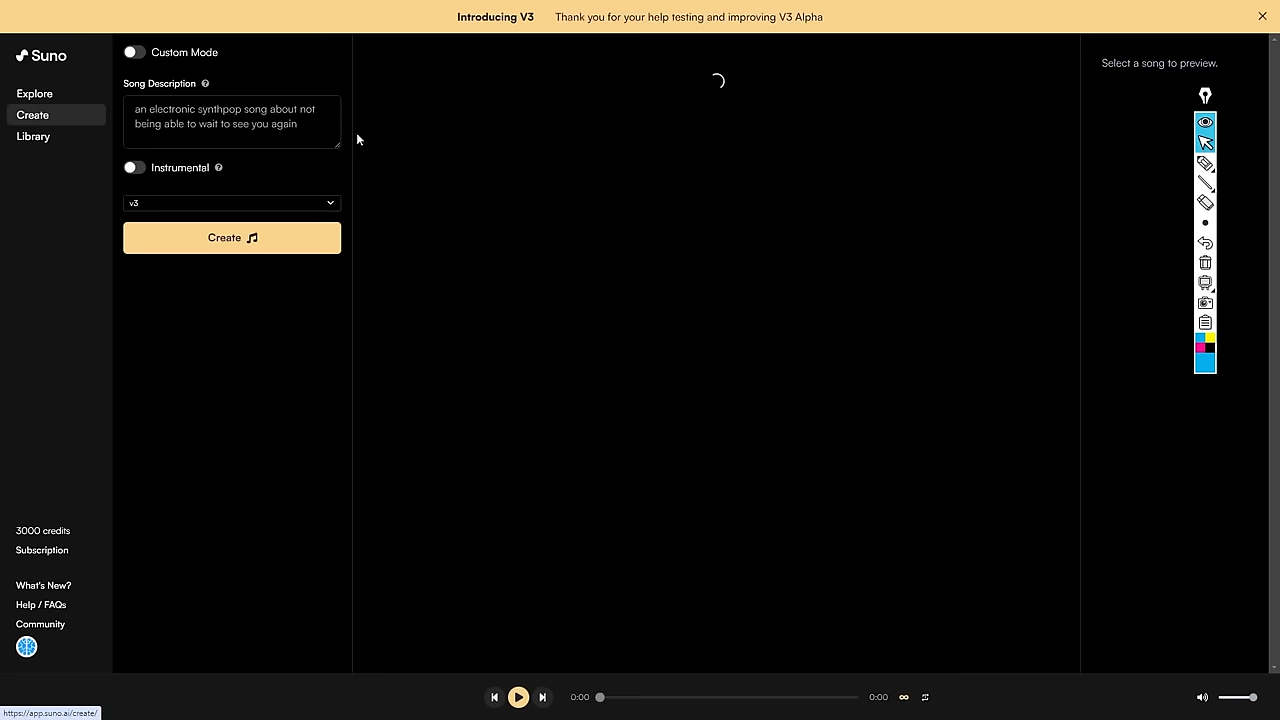 Introducing V3 Thank you for your help testing and improving V3 Alpha
Suno
Explore
Create
Library
3000 credits
Subscription
What's New?
Help / FAQs
Community
Custom Mode
Song Description
an electronic synthpop song about not
being able to wait to see you again
Instrumental
v3
Create
Select a song to preview.
0:00 0:00
https://app.suno.ai/create/